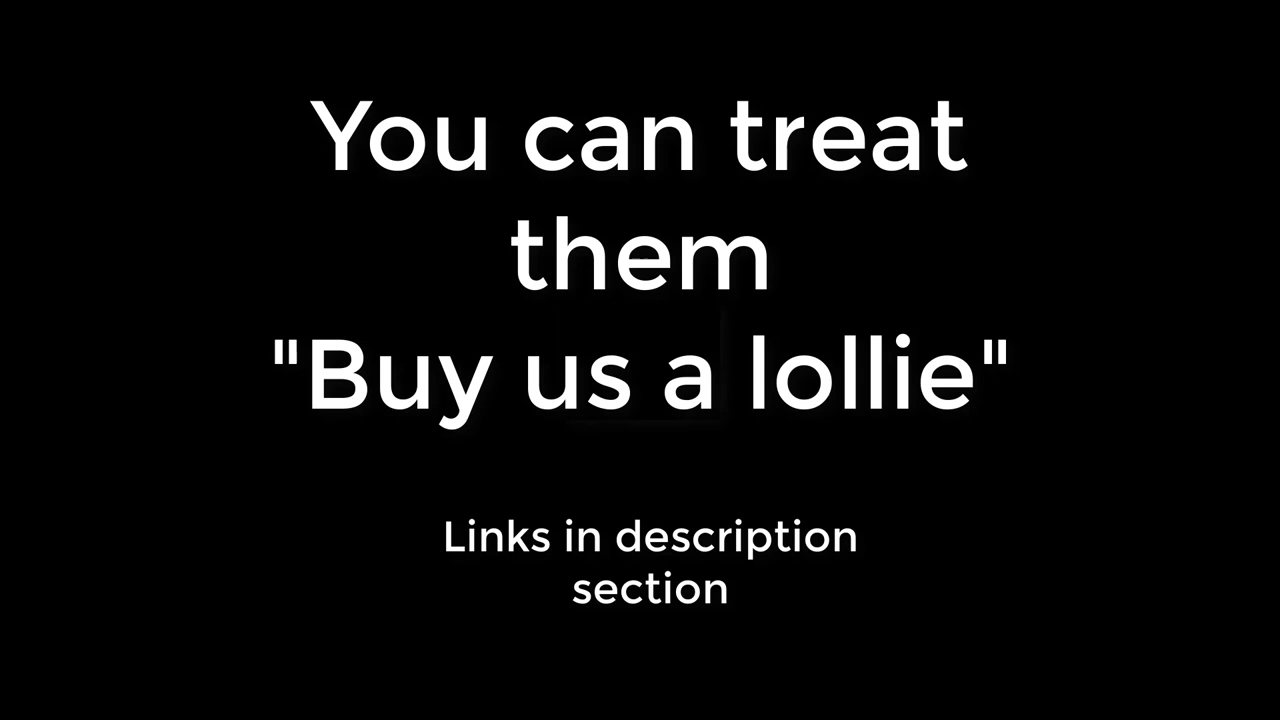 You can treat
them
"Buy us a lollie"
Links in description
section